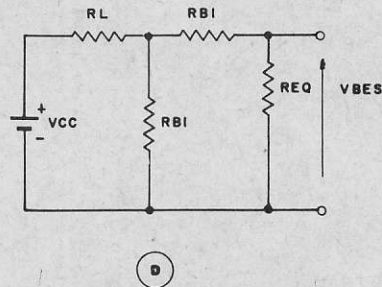 RL
RBI
REQ
VBES
+
VCC
-
RBI
D